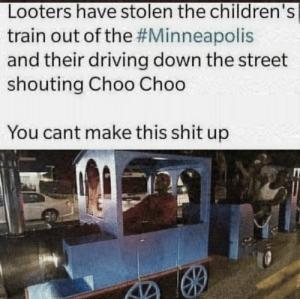 Looters have stolen the children's
train out of the #Minneapolis
and their driving down the street
shouting Choo Choo
You cant make this shit up